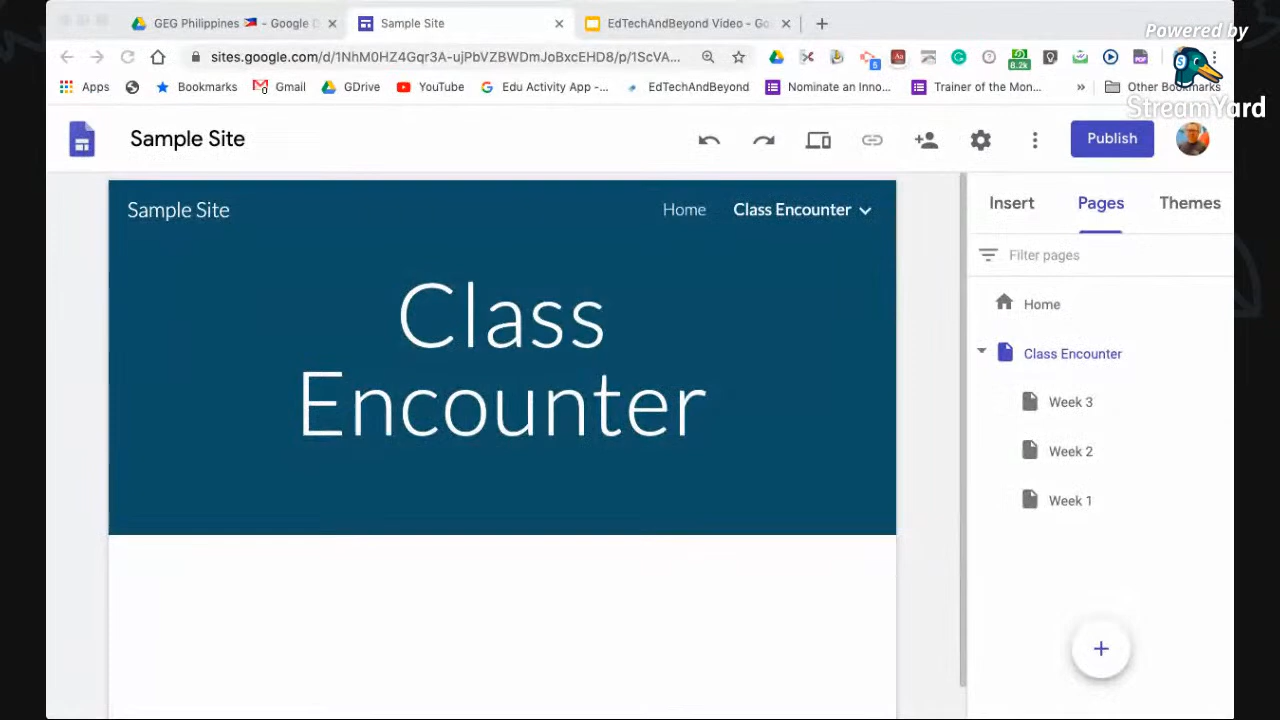 GEG Philippines 🇵🇭 - Google D
Sample Site
EdTechAndBeyond Video - Go
Powered by
sites.google.com/d/1NhM0HZ4Gqr3A-ujPbVZBWDmJoBxcEHD8/p/1ScVA...
5
8.2k
Apps
Bookmarks
Gmail
GDrive
YouTube
Edu Activity App -...
EdTechAndBeyond
Nominate an Inno...
Trainer of the Mon...
»
Other Bookmarks
StreamYard
Sample Site
Publish
Sample Site
Home
Class Encounter
Insert
Pages
Themes
Filter pages
Class
Encounter
Home
Class Encounter
Week 3
Week 2
Week 1